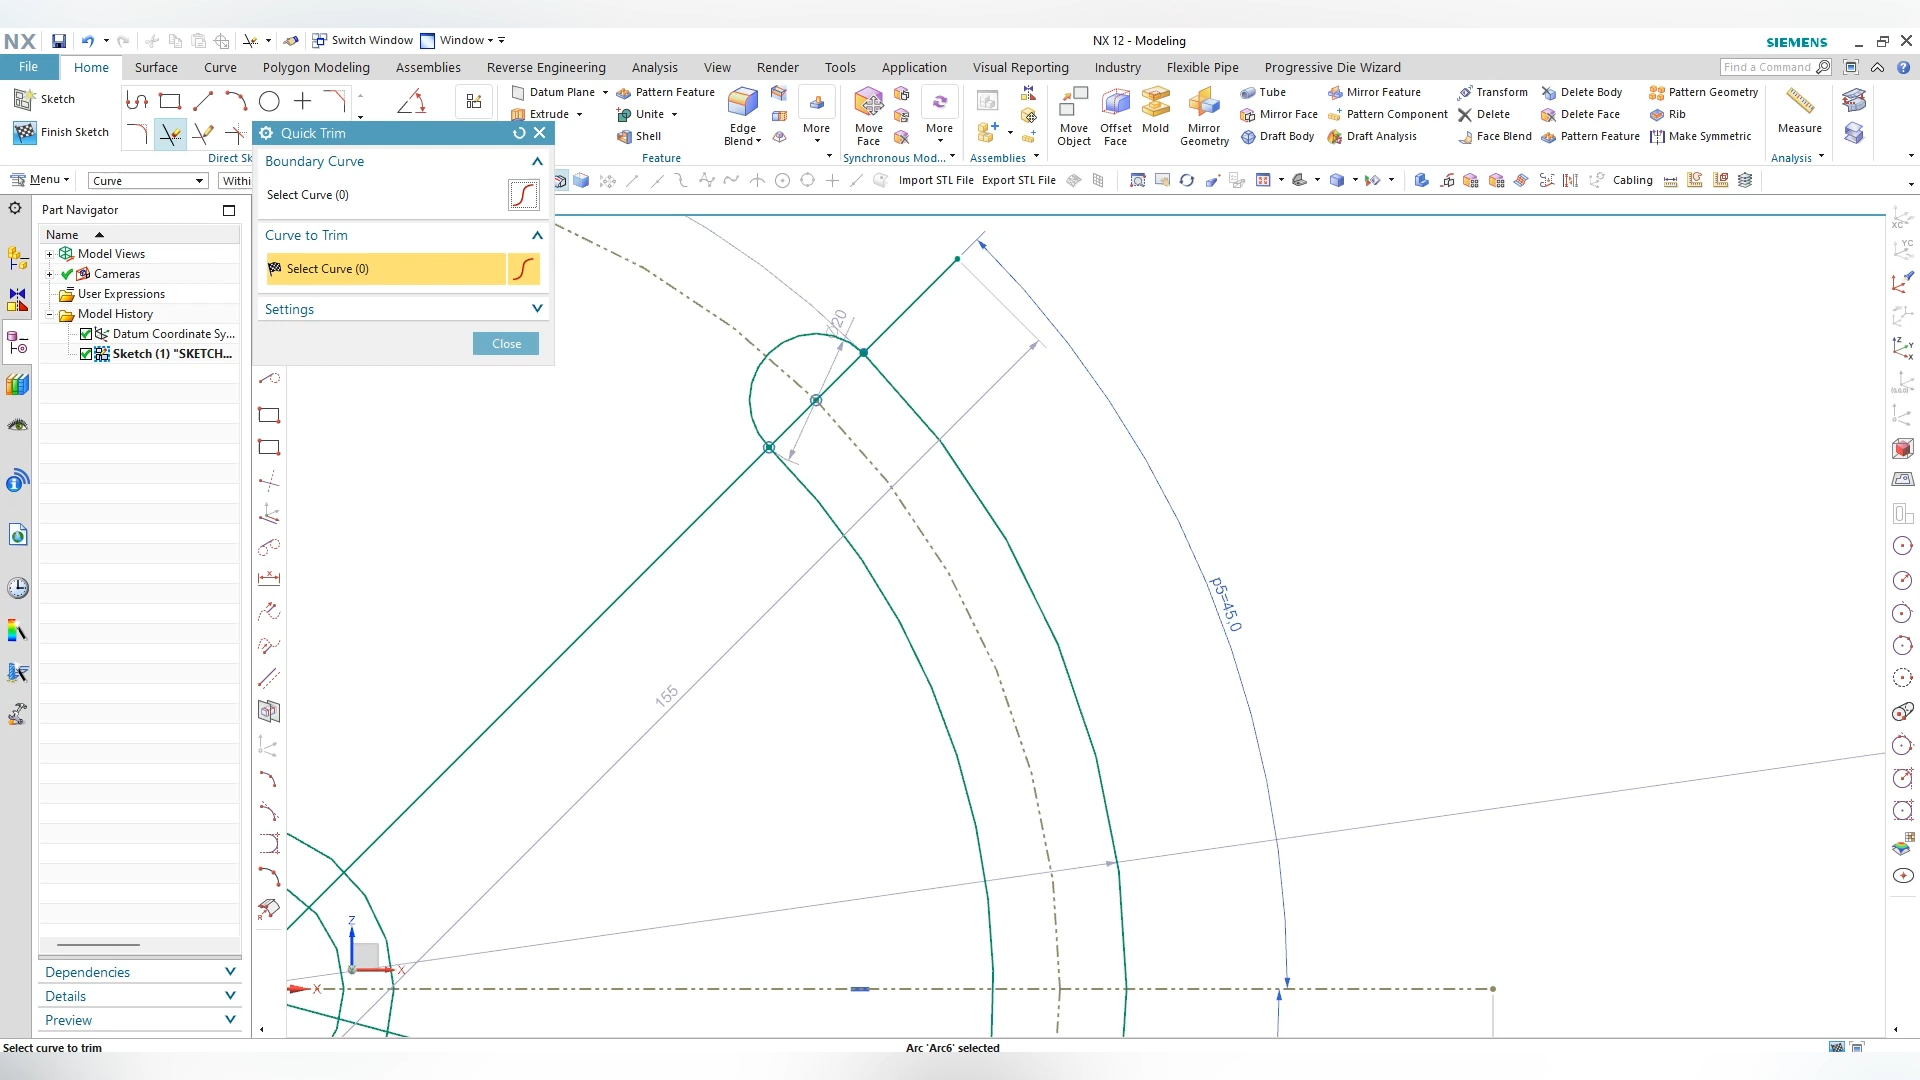 NX Switch Window Window NX 12 - Modeling SIEMENS
File Home Surface Curve Polygon Modeling Assemblies Reverse Engineering Analysis View Render Tools Application Visual Reporting Industry Flexible Pipe Progressive Die Wizard Find a Command
Sketch
Finish Sketch
Direct Sk
Datum Plane
Extrude
Pattern Feature
Unite
Shell
Edge Blend
More
Feature
Move Face
More
Synchronous Mod...
Assemblies
Move Object
Offset Face
Mold
Mirror Geometry
Tube Mirror Feature Transform Delete Body Pattern Geometry
Mirror Face Pattern Component Delete Delete Face Rib
Draft Body Draft Analysis Face Blend Pattern Feature Make Symmetric
Measure
Analysis
Menu Curve Withi Import STL File Export STL File Cabling
Quick Trim
Boundary Curve
Select Curve (0)
Curve to Trim
Select Curve (0)
Settings
Close
Part Navigator
Name
Model Views
Cameras
User Expressions
Model History
Datum Coordinate Sy...
Sketch (1) "SKETCH...
Dependencies
Details
Preview
∅20
155
p5=45,0
Z
X
X
XC
YC
Z
Y
X
R
Select curve to trim Arc 'Arc6' selected